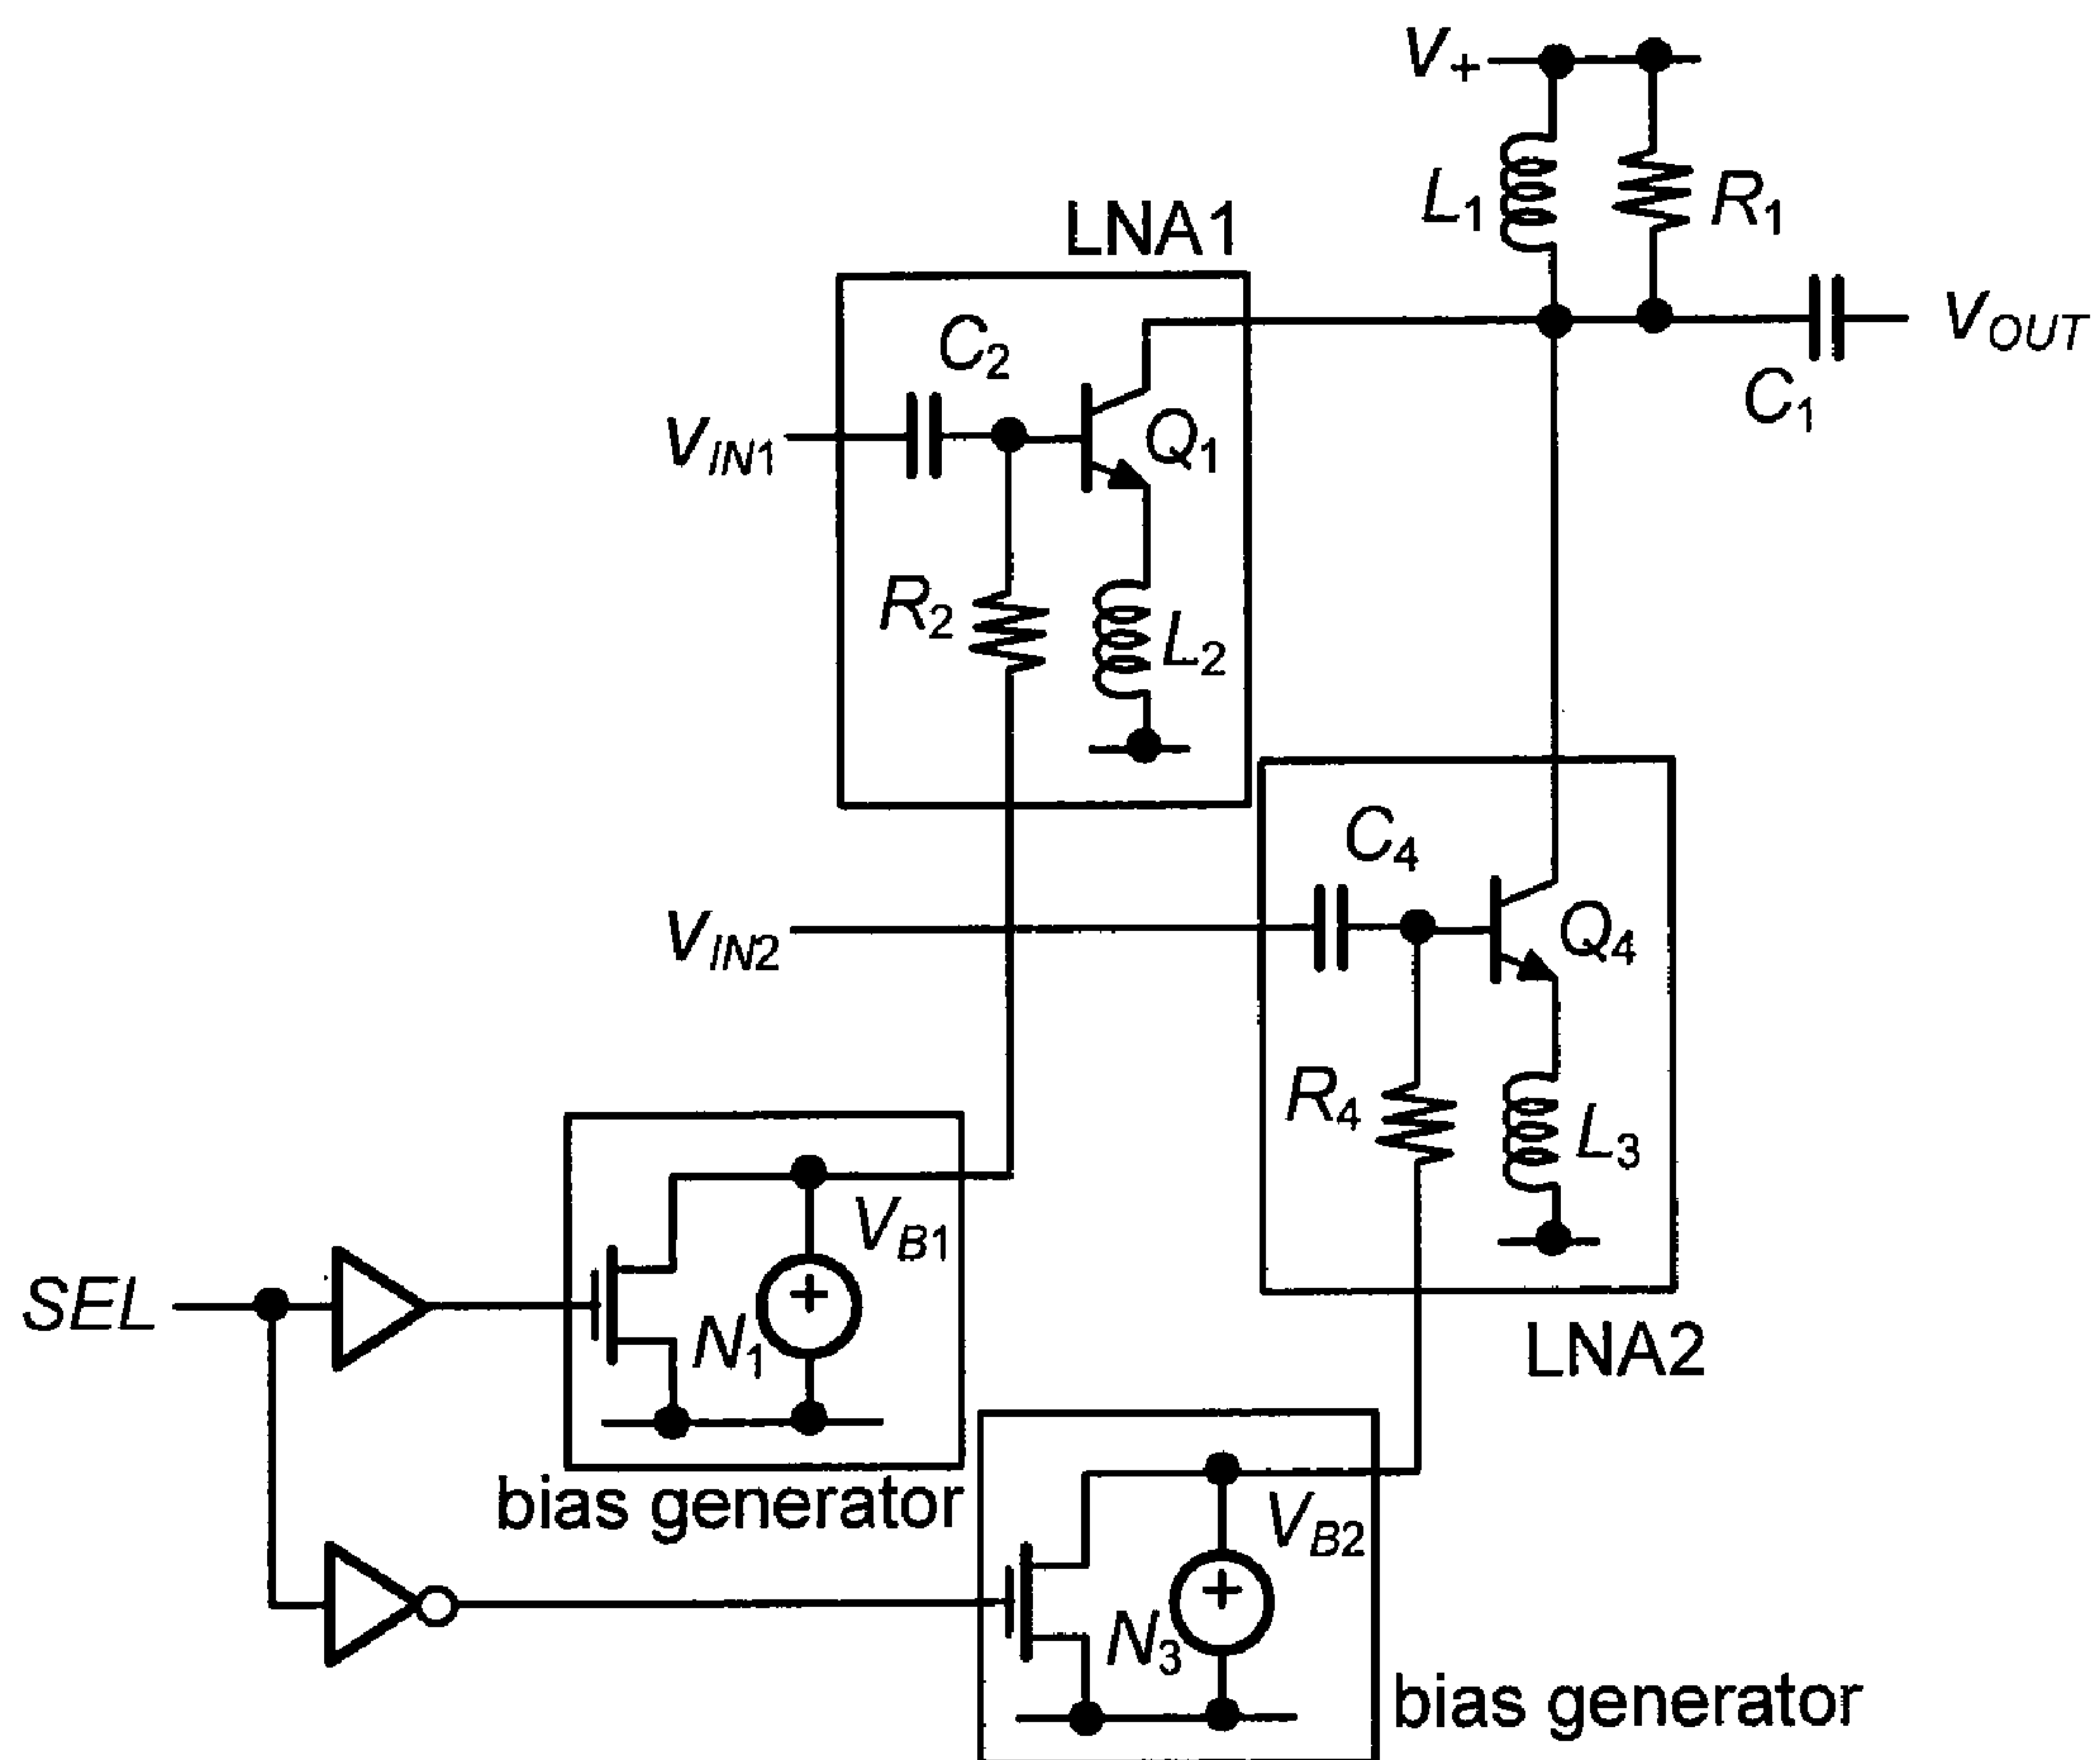 V+
L1
R1
LNA1
VOUT
C2
C1
VIN1
Q1
R2
L2
C4
VIN2
Q4
R4
L3
VB1
SEL
N1
LNA2
bias generator
VB2
N3
bias generator